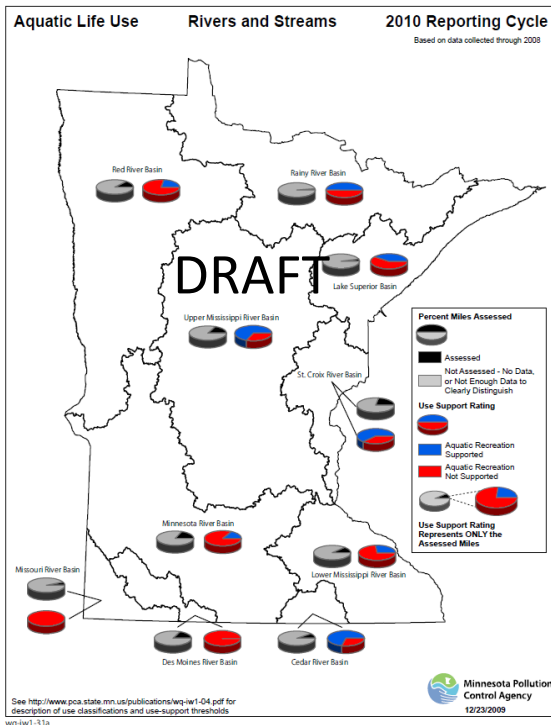 Aquatic Life Use Rivers and Streams 2010 Reporting Cycle
Based on data collected through 2008
Red River Basin
Rainy River Basin
DRAFT
Lake Superior Basin
Upper Mississippi River Basin
St. Croix River Basin
Percent Miles Assessed
Assessed
Not Assessed - No Data,
or Not Enough Data to
Clearly Distinguish
Use Support Rating
Aquatic Recreation
Supported
Aquatic Recreation
Not Supported
Use Support Rating
Represents ONLY the
Assessed Miles
Minnesota River Basin
Missouri River Basin
Lower Mississippi River Basin
Des Moines River Basin
Cedar River Basin
See http://www.pca.state.mn.us/publications/wq-iw1-04.pdf for
description of use classifications and use-support thresholds
Minnesota Pollution
Control Agency
12/23/2009
wq-iw1-31a